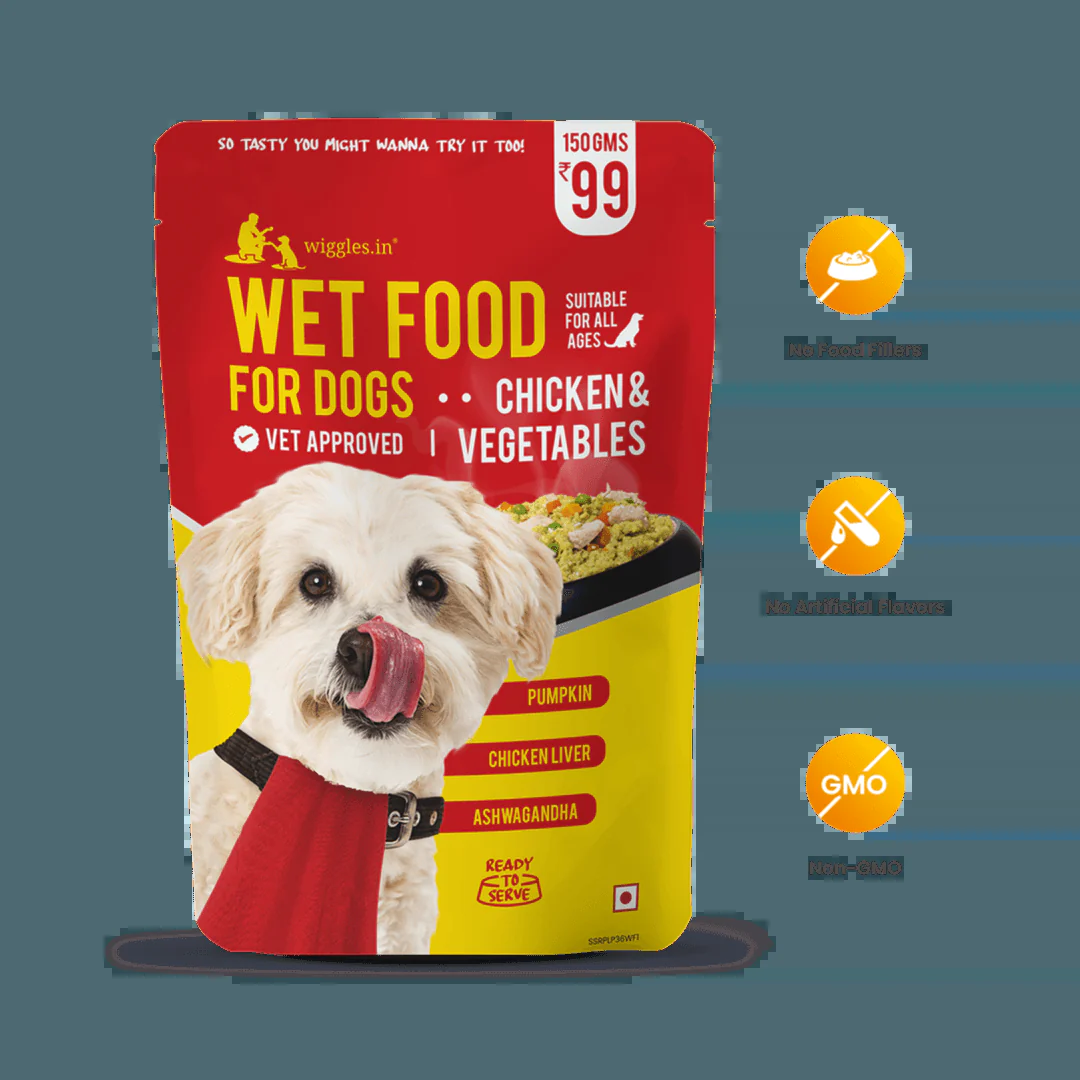 SO TASTY YOU MIGHT WANNA TRY IT TOO!
150GMS
₹99
wiggles.in®
WET FOOD
FOR DOGS
SUITABLE
FOR ALL
AGES
CHICKEN &
VEGETABLES
VET APPROVED
PUMPKIN
CHICKEN LIVER
ASHWAGANDHA
READY
TO
SERVE
SSRPLP36WF1
No Food Fillers
No Artificial Flavors
GMO
Non-GMO